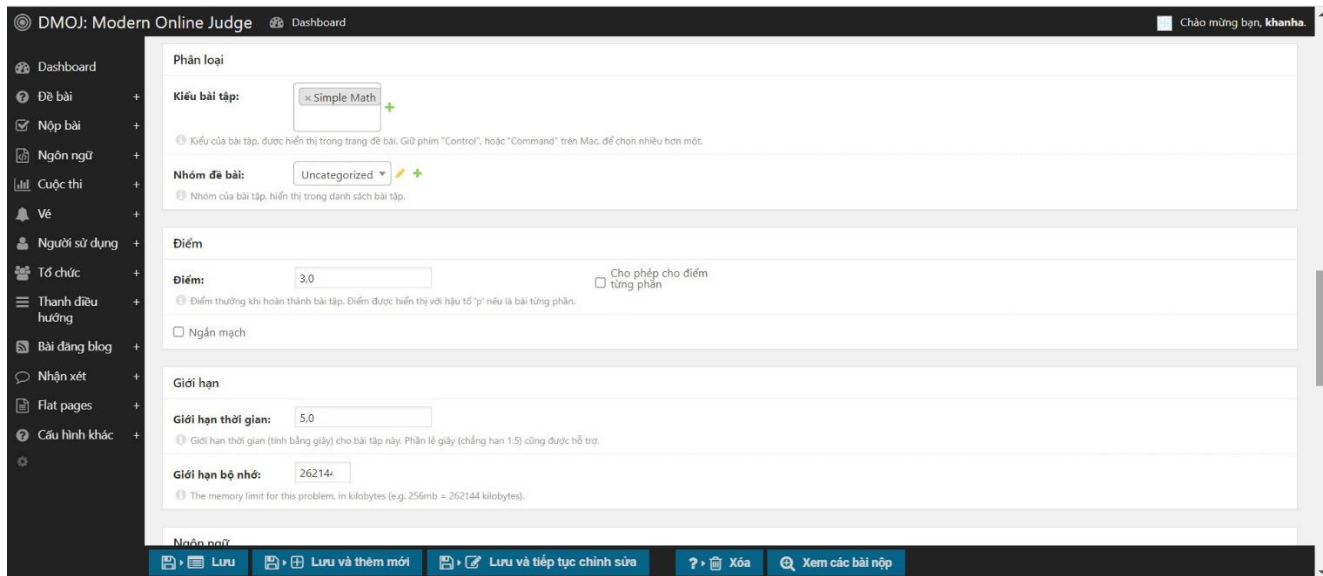 DMOJ: Modern Online Judge Dashboard Chào mừng bạn, khanha.
Dashboard
Đề bài +
Nộp bài +
Ngôn ngữ +
Cuộc thi +
Vé +
Người sử dụng +
Tổ chức +
Thanh điều
hướng +
Bài đăng blog +
Nhận xét +
Flat pages +
Cấu hình khác +
Phân loại
Kiểu bài tập: × Simple Math
Kiểu của bài tập, được hiển thị trong trang đề bài. Giữ phím "Control", hoặc "Command" trên Mac, để chọn nhiều hơn một.
Nhóm đề bài: Uncategorized
Nhóm của bài tập, hiển thị trong danh sách bài tập.
Điểm
Điểm: 3,0
Cho phép cho điểm
từng phần
Điểm thưởng khi hoàn thành bài tập. Điểm được hiển thị với hậu tố 'p' nếu là bài từng phần.
Ngắn mạch
Giới hạn
Giới hạn thời gian: 5,0
Giới hạn thời gian (tính bằng giây) cho bài tập này. Phần lẻ giây (chẳng hạn 1.5) cũng được hỗ trợ.
Giới hạn bộ nhớ: 26214
The memory limit for this problem, in kilobytes (e.g. 256mb = 262144 kilobytes).
Ngôn ngữ
Lưu Lưu và thêm mới Lưu và tiếp tục chỉnh sửa Xóa Xem các bài nộp